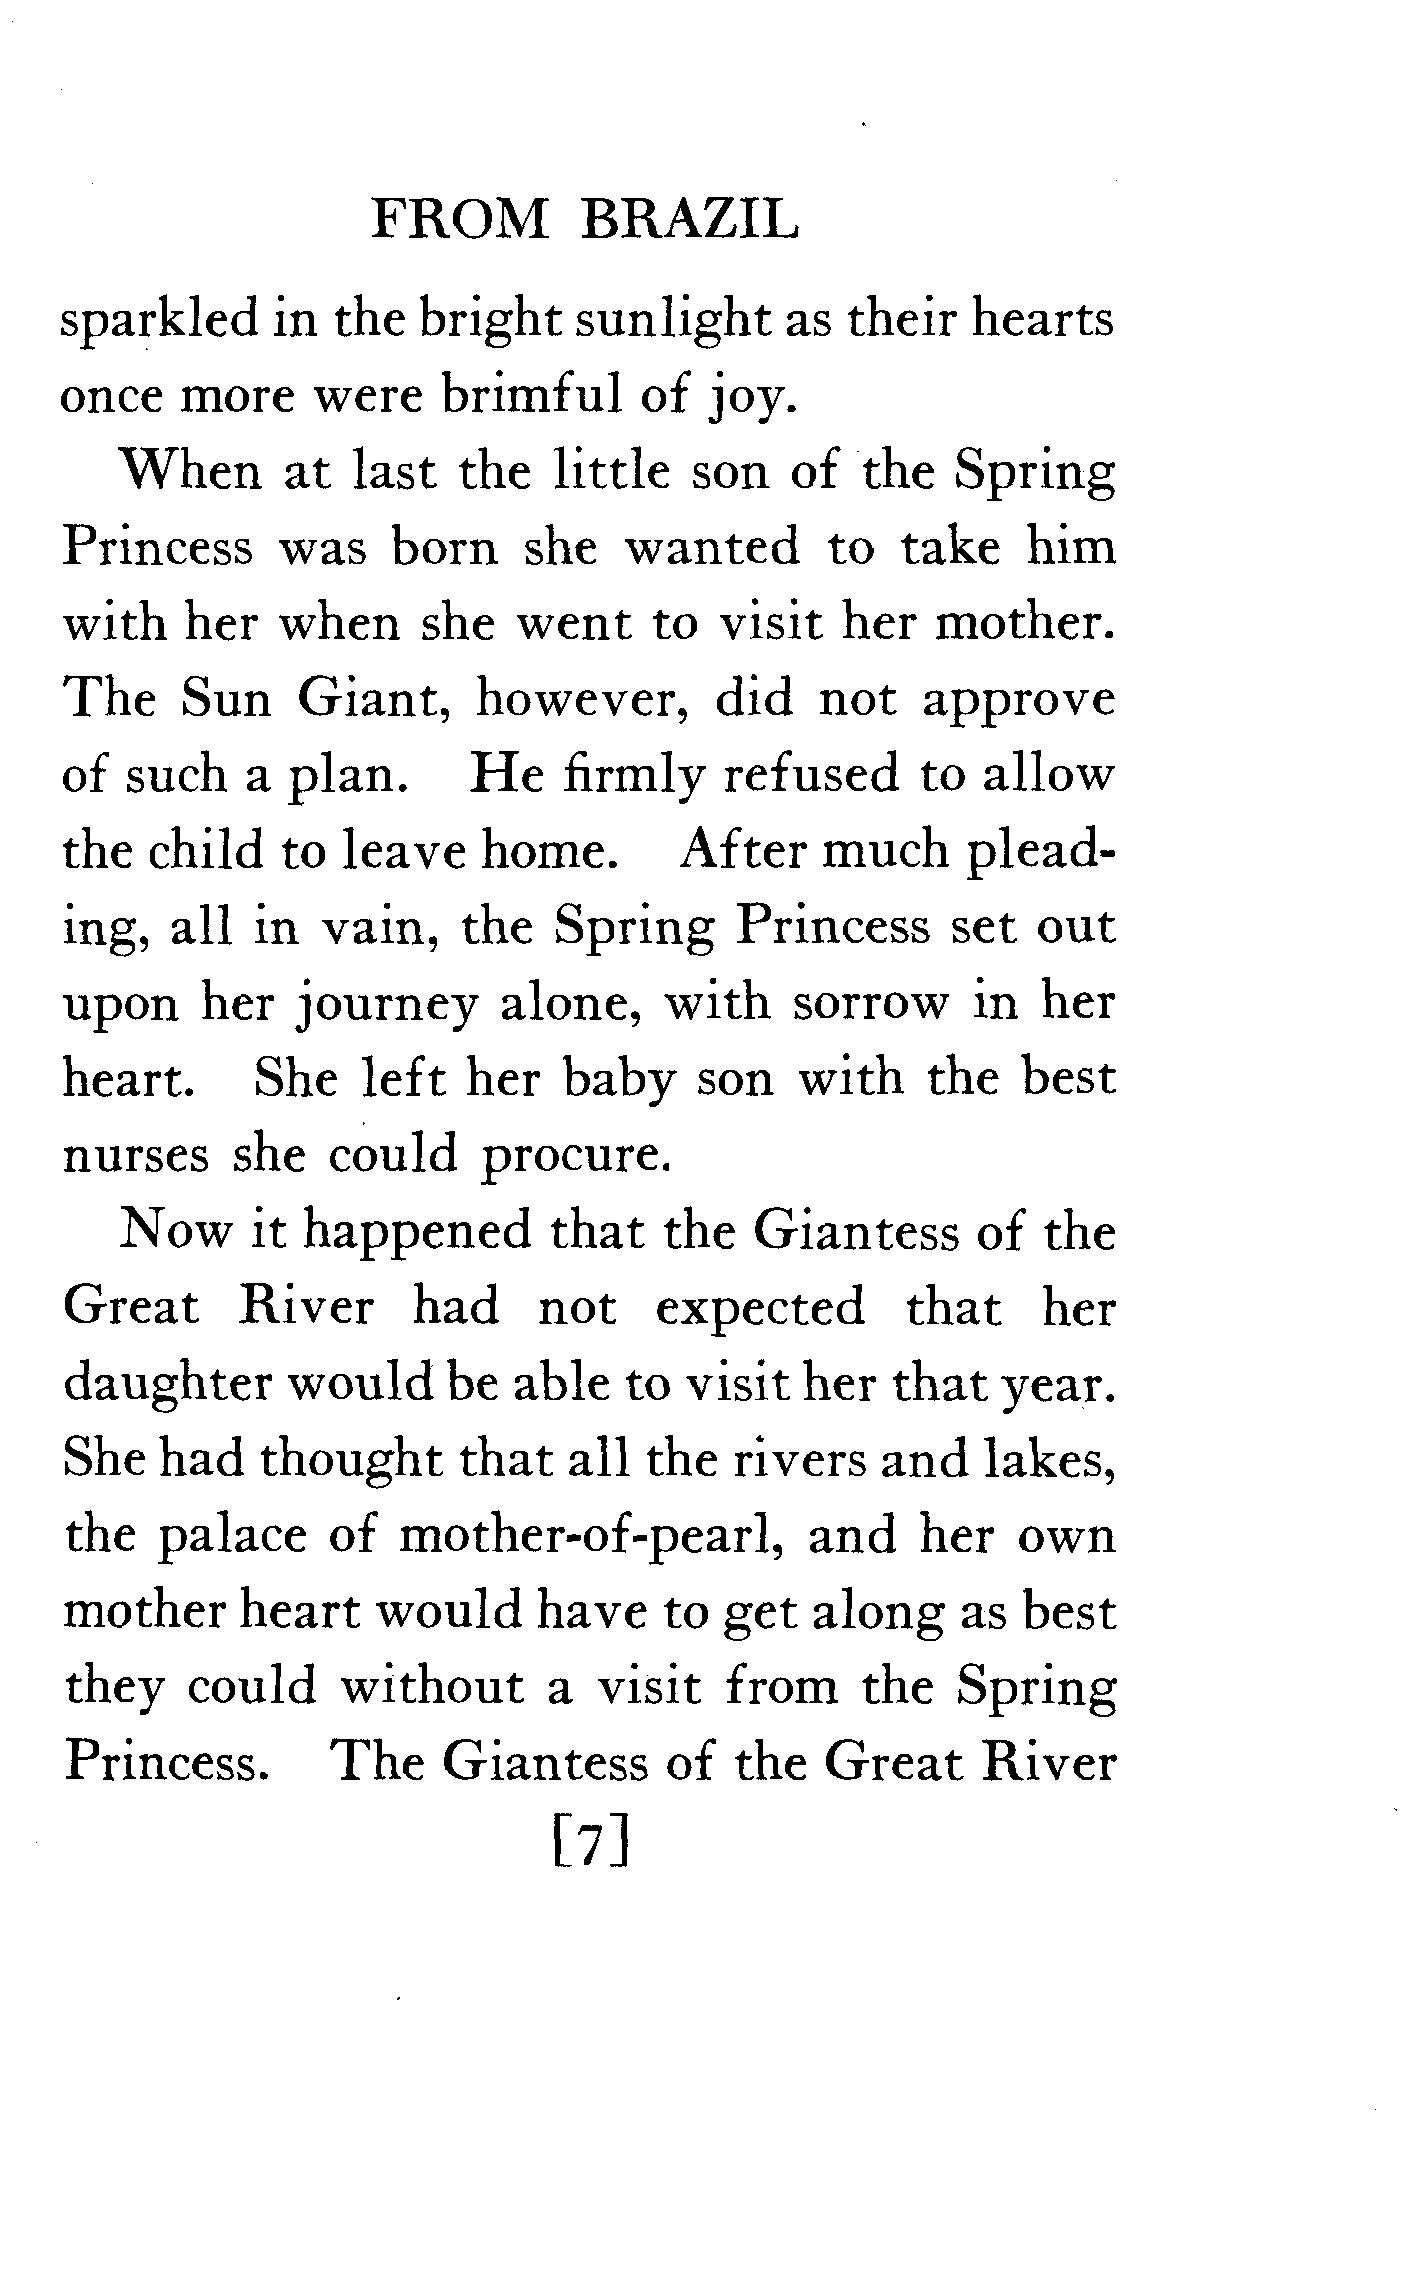 FROM BRAZIL
sparkled in the bright sunlight as their hearts
once more were brimful of joy.
When at last the little son of the Spring
Princess was born she wanted to take him
with her when she went to visit her mother.
The Sun Giant, however, did not approve
of such a plan. He firmly refused to allow
the child to leave home. After much plead-
ing, all in vain, the Spring Princess set out
upon her journey alone, with sorrow in her
heart. She left her baby son with the best
nurses she could procure.
Now it happened that the Giantess of the
Great River had not expected that her
daughter would be able to visit her that year.
She had thought that all the rivers and lakes,
the palace of mother-of-pearl, and her own
mother heart would have to get along as best
they could without a visit from the Spring
Princess. The Giantess of the Great River
[7]